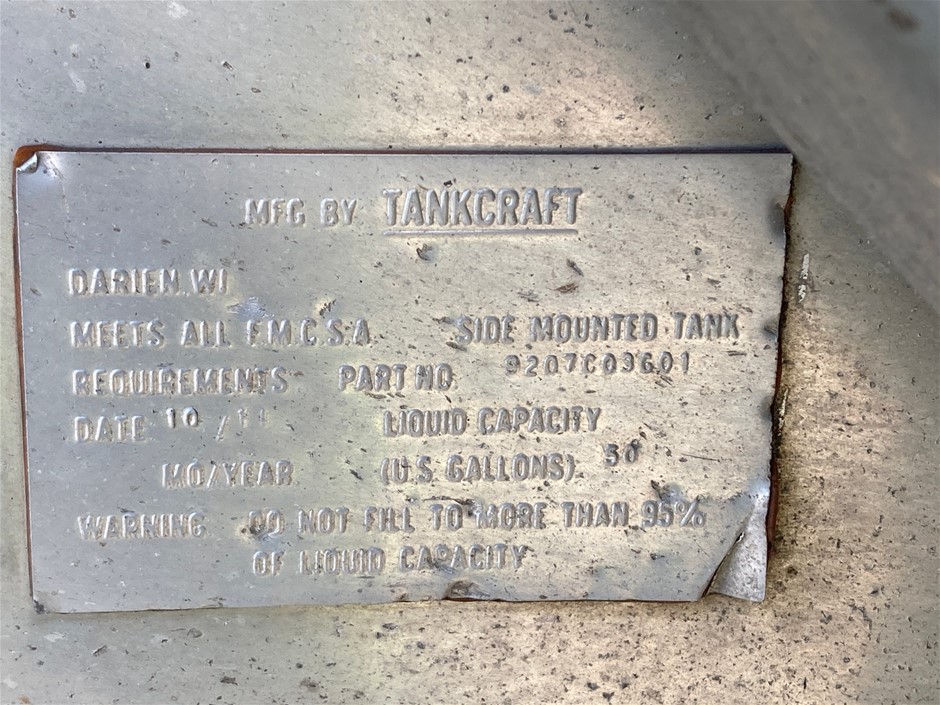 MFG BY TANKCRAFT
DARIEN, WI
MEETS ALL F.M.C.S.A. SIDE MOUNTED TANK
REQUIREMENTS PART NO. 9207C03601
DATE 10 / 11 LIQUID CAPACITY
MO/YEAR (U.S. GALLONS) 50
WARNING DO NOT FILL TO MORE THAN 95%
OF LIQUID CAPACITY